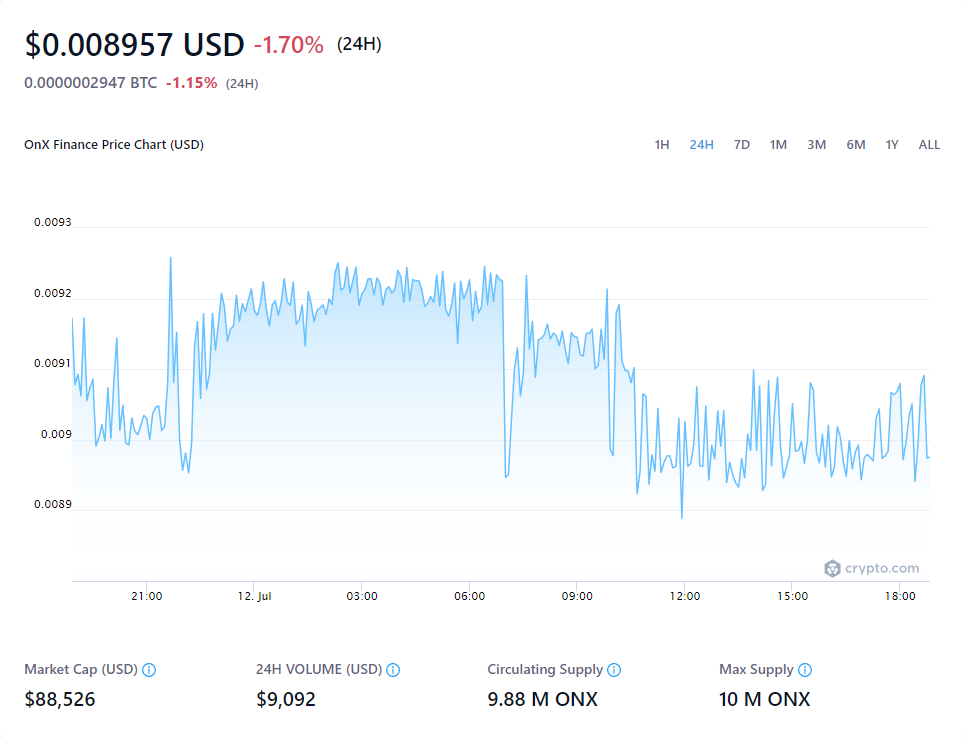 $0.008957 USD -1.70% (24H)
0.0000002947 BTC -1.15% (24H)
OnX Finance Price Chart (USD) 1H 24H 7D 1M 3M 6M 1Y ALL
0.0093
0.0092
0.0091
0.009
0.0089
crypto.com
21:00 12. Jul 03:00 06:00 09:00 12:00 15:00 18:00
Market Cap (USD) 24H VOLUME (USD) Circulating Supply Max Supply
$88,526 $9,092 9.88 M ONX 10 M ONX